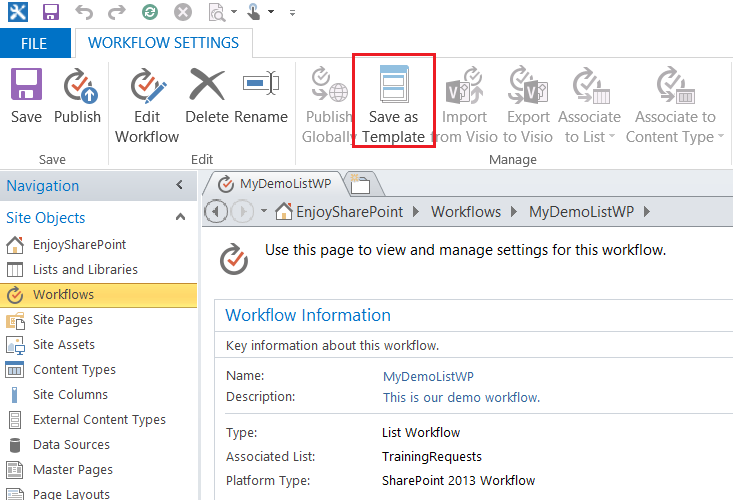 FILE WORKFLOW SETTINGS
Save Publish Edit Workflow Delete Rename Publish Globally Save as Template Import from Visio Export to Visio Associate to List Associate to Content Type
Save Edit Manage
Navigation
MyDemoListWP
Site Objects
EnjoySharePoint Workflows MyDemoListWP
EnjoySharePoint
Lists and Libraries
Workflows
Site Pages
Site Assets
Content Types
Site Columns
External Content Types
Data Sources
Master Pages
Page Layouts
Use this page to view and manage settings for this workflow.
Workflow Information
Key information about this workflow.
Name: MyDemoListWP
Description: This is our demo workflow.
Type: List Workflow
Associated List: TrainingRequests
Platform Type: SharePoint 2013 Workflow